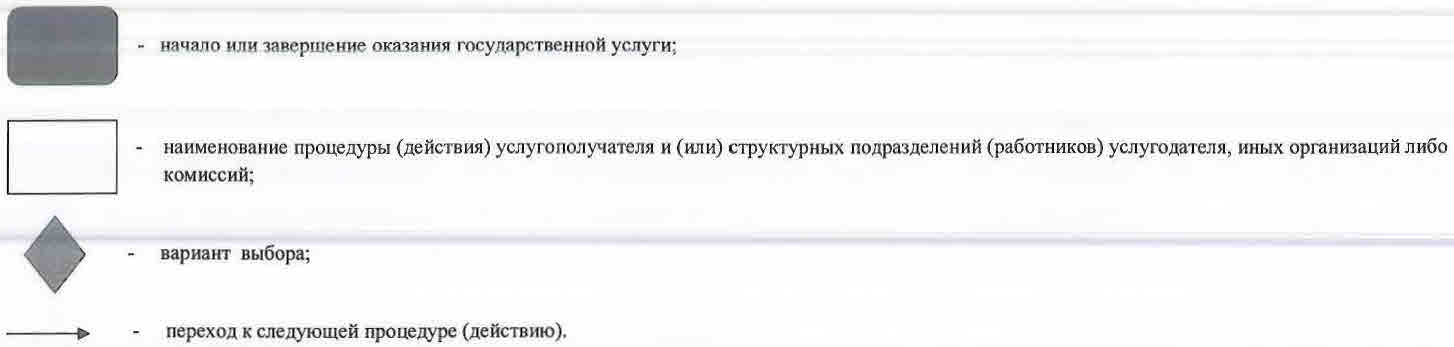 - начало или завершение оказания государственной услуги;
- наименование процедуры (действия) услугополучателя и (или) структурных подразделений (работников) услугодателя, иных организаций либо
комиссий;
- вариант выбора;
- переход к следующей процедуре (действию).